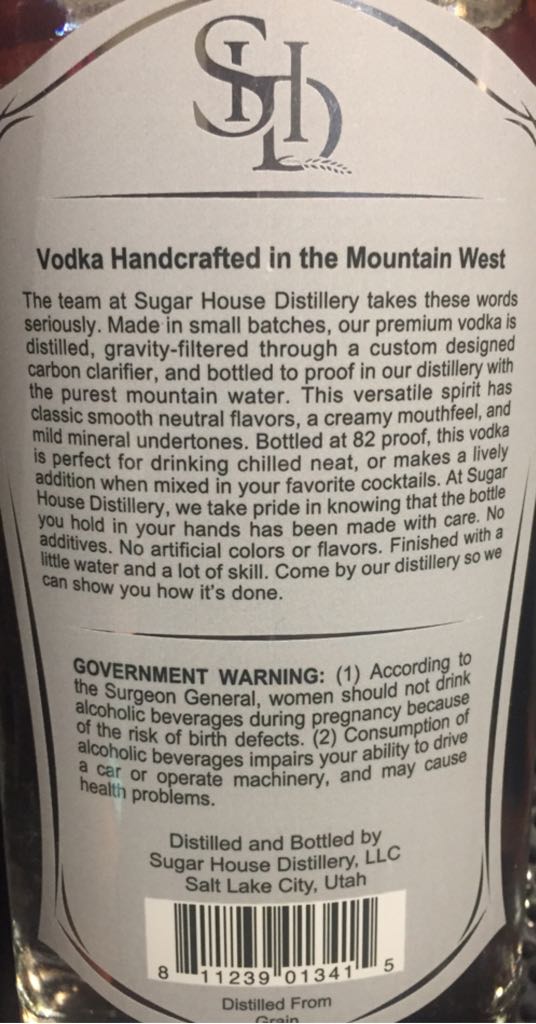 SHD
Vodka Handcrafted in the Mountain West
The team at Sugar House Distillery takes these words
seriously. Made in small batches, our premium vodka is
distilled, gravity-filtered through a custom designed
carbon clarifier, and bottled to proof in our distillery with
the purest mountain water. This versatile spirit has
classic smooth neutral flavors, a creamy mouthfeel, and
mild mineral undertones. Bottled at 82 proof, this vodka
is perfect for drinking chilled neat, or makes a lively
addition when mixed in your favorite cocktails. At Sugar
House Distillery, we take pride in knowing that the bottle
you hold in your hands has been made with care. No
additives. No artificial colors or flavors. Finished with a
little water and a lot of skill. Come by our distillery so we
can show you how it's done.
GOVERNMENT WARNING: (1) According to
the Surgeon General, women should not drink
alcoholic beverages during pregnancy because
of the risk of birth defects. (2) Consumption of
alcoholic beverages impairs your ability to drive
a car or operate machinery, and may cause
health problems.
Distilled and Bottled by
Sugar House Distillery, LLC
Salt Lake City, Utah
8 11239 01341 5
Distilled From
Grain